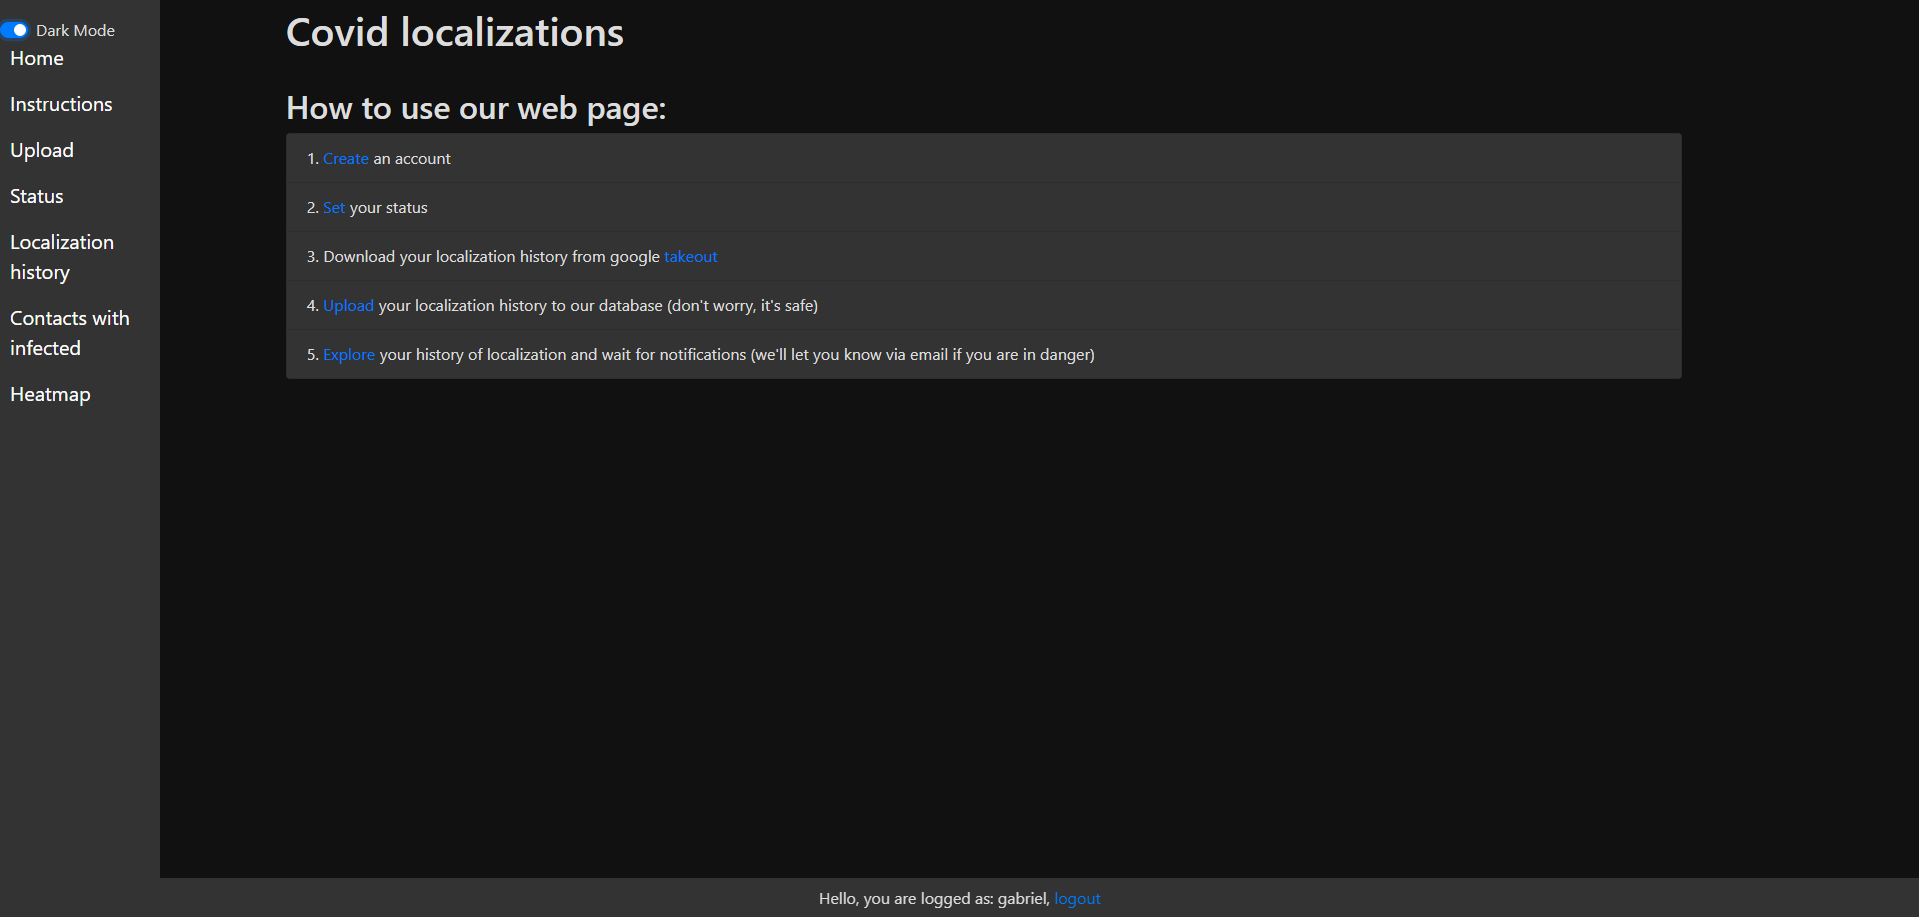 Dark Mode
Home
Instructions
Upload
Status
Localization
history
Contacts with
infected
Heatmap
Covid localizations
How to use our web page:
1. Create an account
2. Set your status
3. Download your localization history from google takeout
4. Upload your localization history to our database (don't worry, it's safe)
5. Explore your history of localization and wait for notifications (we'll let you know via email if you are in danger)
Hello, you are logged as: gabriel, logout